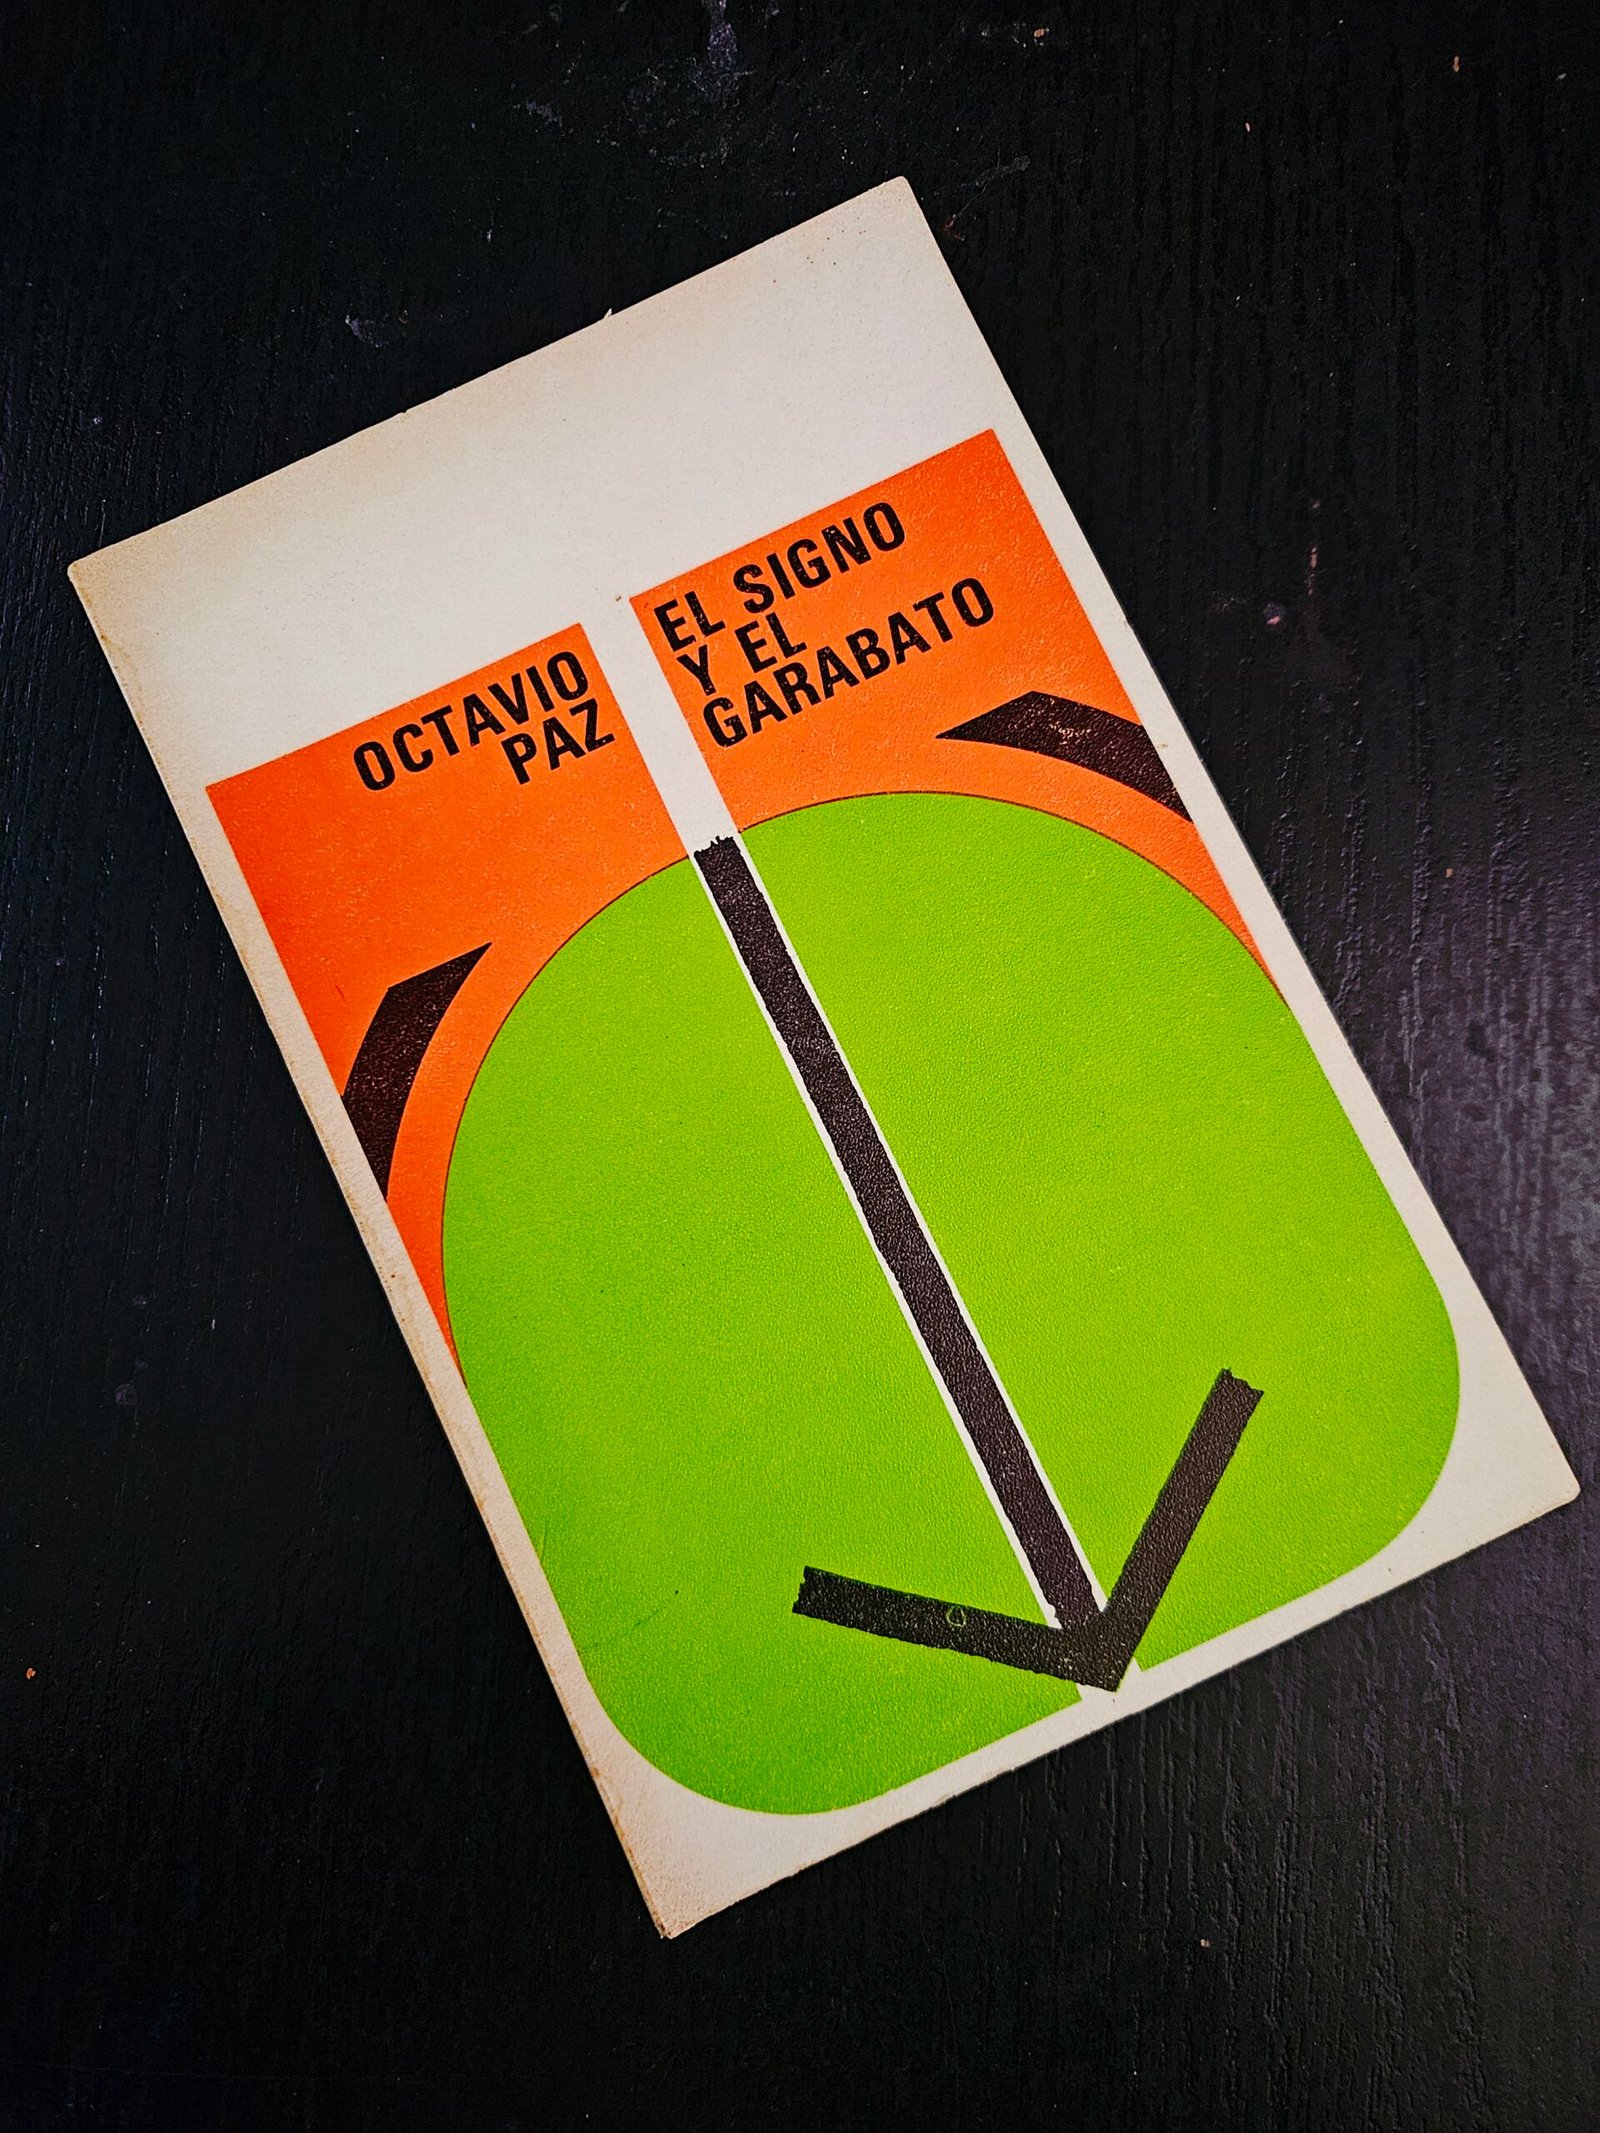 OCTAVIO
PAZ
EL SIGNO
Y EL
GARABATO